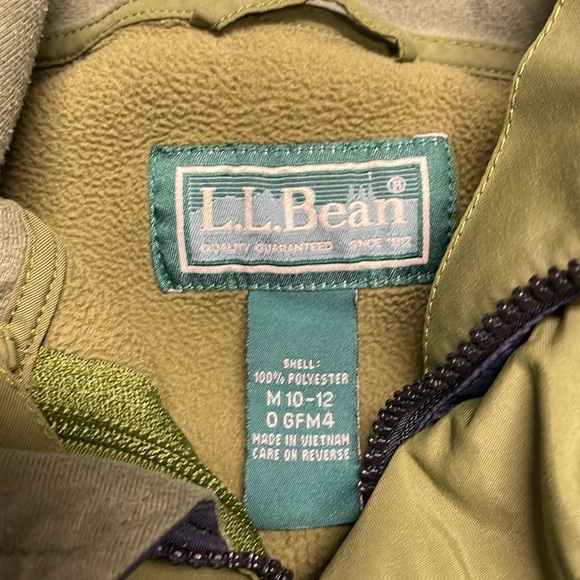 L.L.Bean®
QUALITY GUARANTEED SINCE 1912
SHELL:
100% POLYESTER
M 10-12
0 GFM4
MADE IN VIETNAM
CARE ON REVERSE